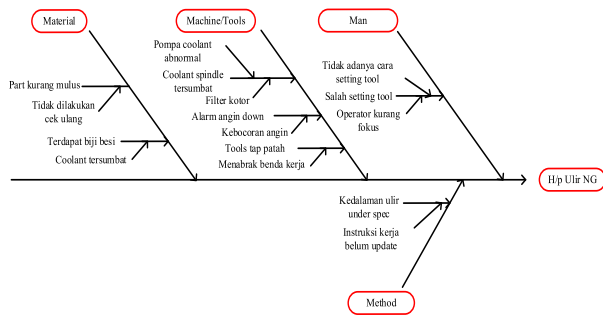 Material
Machine/Tools
Man
Part kurang mulus
Tidak dilakukan
cek ulang
Terdapat biji besi
Coolant tersumbat
Pompa coolant
abnormal
Coolant spindle
tersumbat
Filter kotor
Alarm angin down
Kebocoran angin
Tools tap patah
Menabrak benda kerja
Tidak adanya cara
setting tool
Salah setting tool
Operator kurang
fokus
H/p Ulir NG
Kedalaman ulir
under spec
Instruksi kerja
belum update
Method